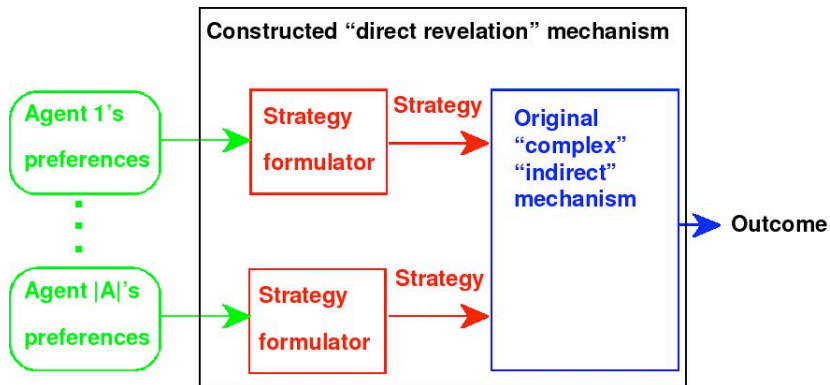 Constructed “direct revelation” mechanism
Agent 1's
preferences
Strategy
formulator
Strategy
Original
“complex”
“indirect”
mechanism
Outcome
Agent |A|'s
preferences
Strategy
formulator
Strategy